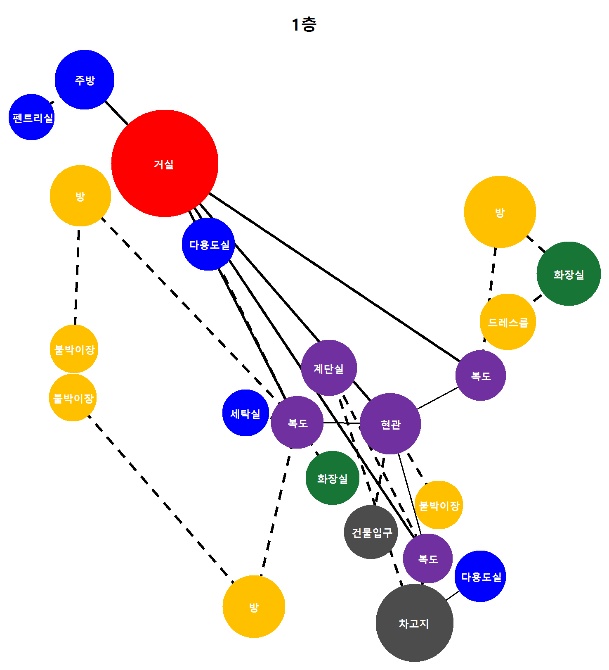 1층
주방
펜트리실
거실
방
방
다용도실
화장실
드레스룸
붙박이장
계단실
복도
붙박이장
세탁실
복도
현관
화장실
붙박이장
건물입구
복도
다용도실
방
차고지